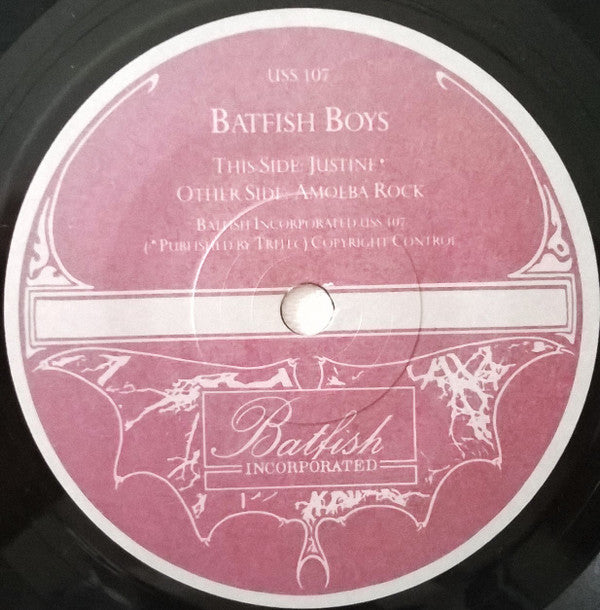 USS 107
BATFISH BOYS
THIS SIDE: JUSTINE*
OTHER SIDE: AMOEBA ROCK
BATFISH INCORPORATED USS 107
(*PUBLISHED BY TRITEC) COPYRIGHT CONTROL
Batfish
INCORPORATED